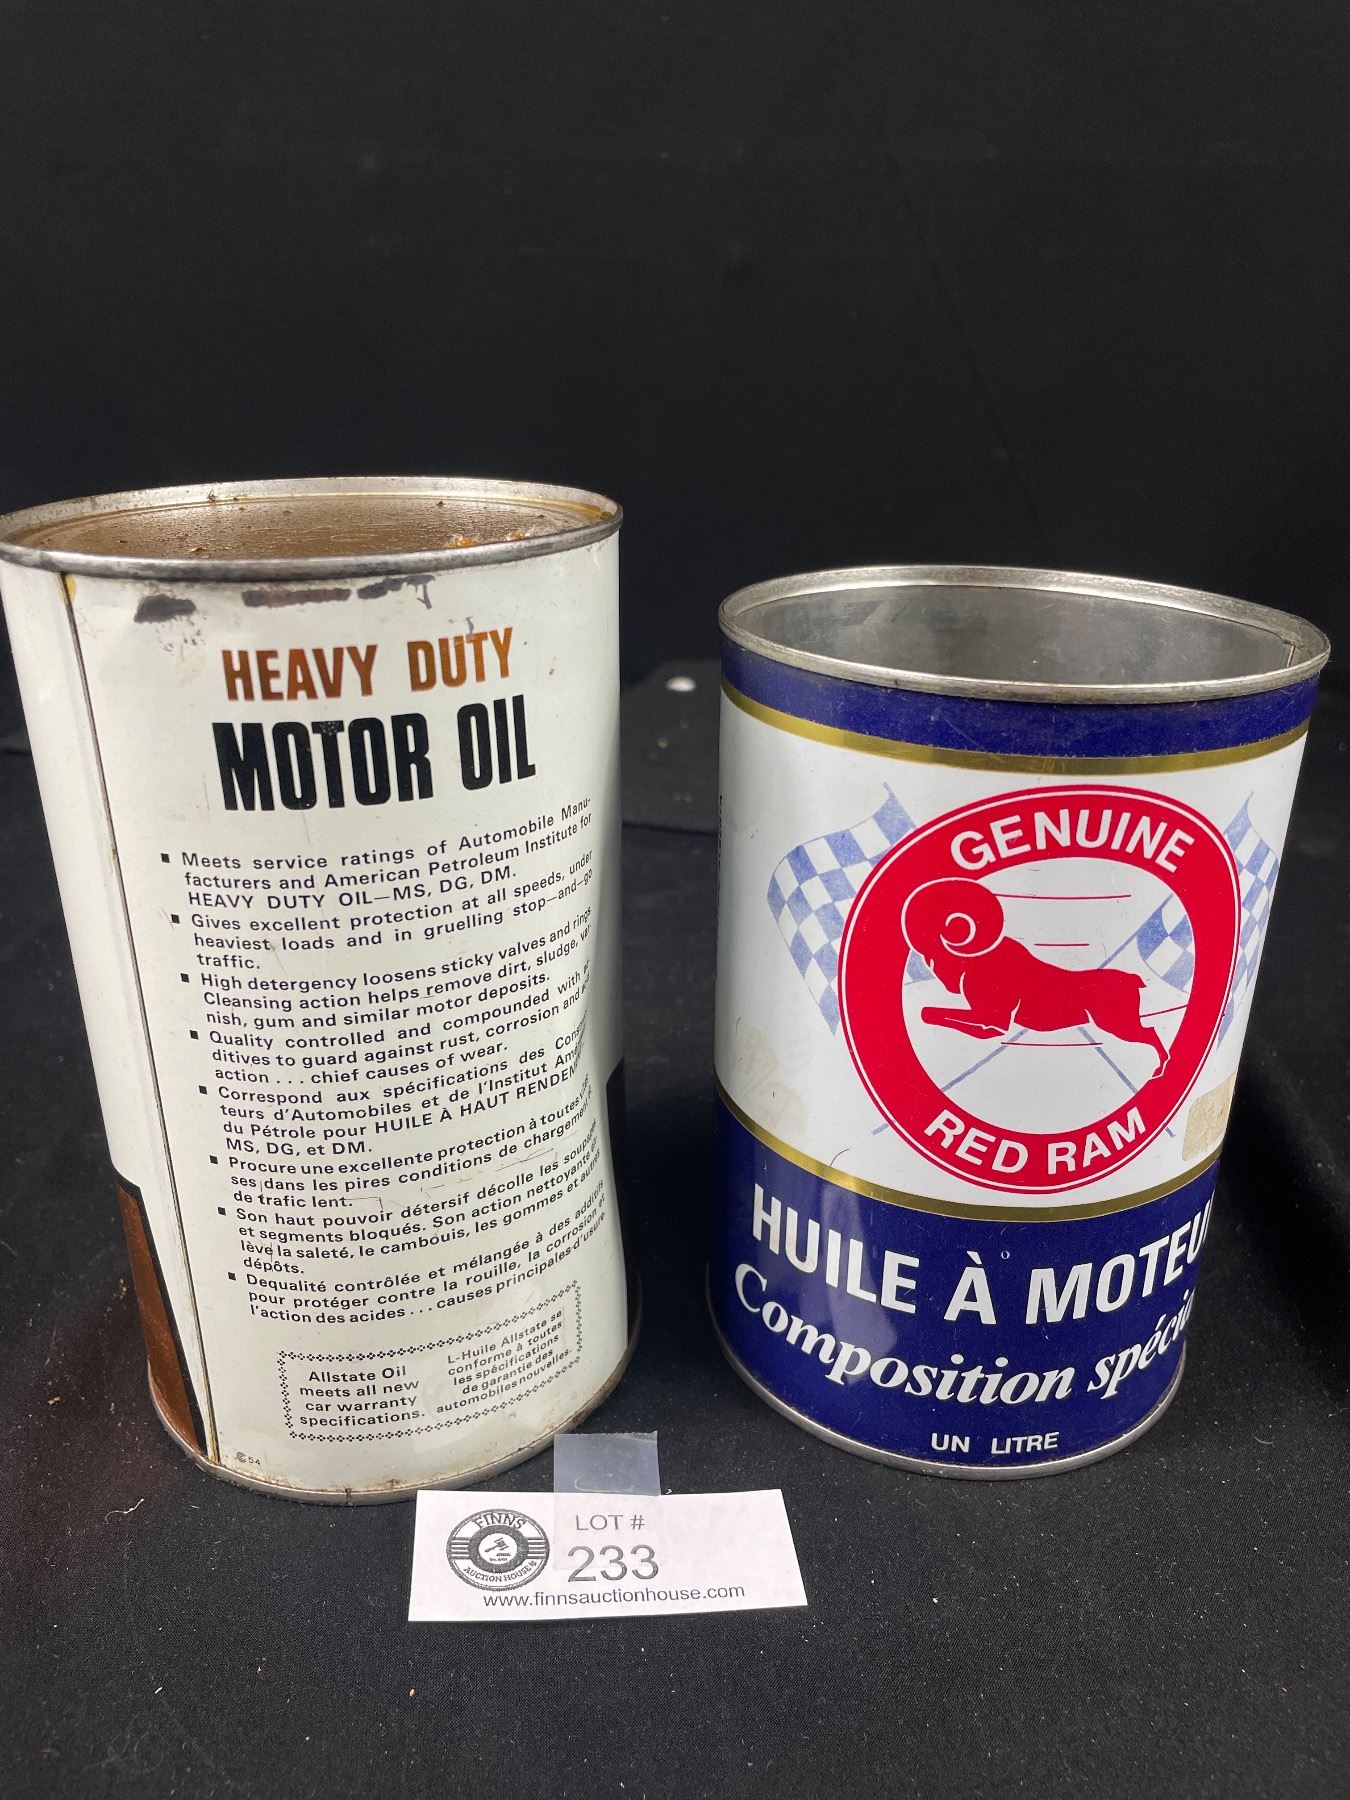 HEAVY DUTY
MOTOR OIL
▪ Meets service ratings of Automobile Manu-
facturers and American Petroleum Institute for
HEAVY DUTY OIL—MS, DG, DM.
▪ Gives excellent protection at all speeds, under
heaviest loads and in gruelling stop—and—go
traffic.
▪ High detergency loosens sticky valves and rings.
Cleansing action helps remove dirt, sludge, var-
nish, gum and similar motor deposits.
▪ Quality controlled and compounded with ad-
ditives to guard against rust, corrosion and acid
action . . . chief causes of wear.
▪ Correspond aux spécifications des
teurs d'Automobiles et de l'Institut
du Pétrole pour HUILE À HAUT
MS, DG, et DM.
▪ Procure une excellente protection à toutes
ses dans les pires conditions de chargement
de trafic lent.
▪ Son haut pouvoir détersif décolle les
et segments bloqués. Son action nettoyante
lève la saleté, le cambouis, les gommes et autres
dépôts.
▪ Dequalité contrôlée et mélangée à des additifs
pour protéger contre la rouille, la corrosion et
l'action des acides . . . causes principales d'usure.
Allstate Oil
meets all new
car warranty
specifications.
L-Huile Allstate se
conforme à toutes
les spécifications
de garantie des
automobiles nouvelles.
54
GENUINE
RED RAM
HUILE À MOTEU
Composition spéci
UN LITRE
FINNS
AUCTION HOUSE
LOT #
233
www.finnsauctionhouse.com